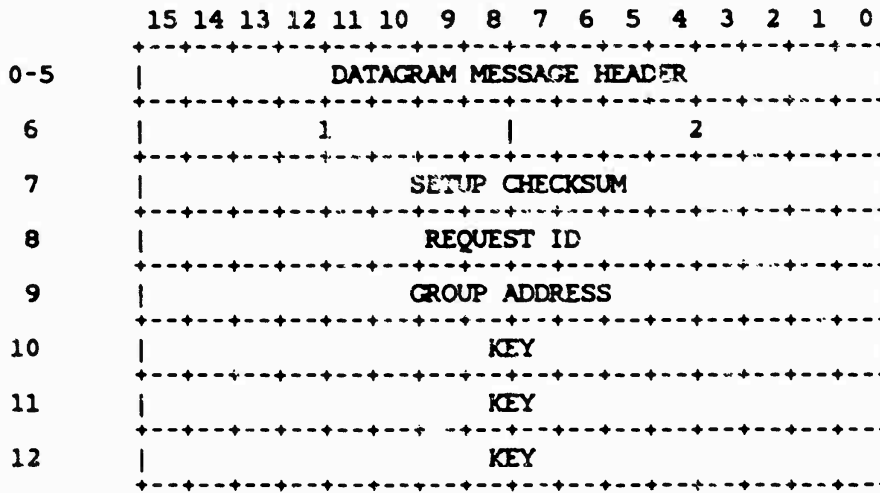 15 14 13 12 11 10 9 8 7 6 5 4 3 2 1 0
0-5 | DATAGRAM MESSAGE HEADER
6 | 1 | 2
7 | SETUP CHECKSUM
8 | REQUEST ID
9 | GROUP ADDRESS
10 | KEY
11 | KEY
12 | KEY